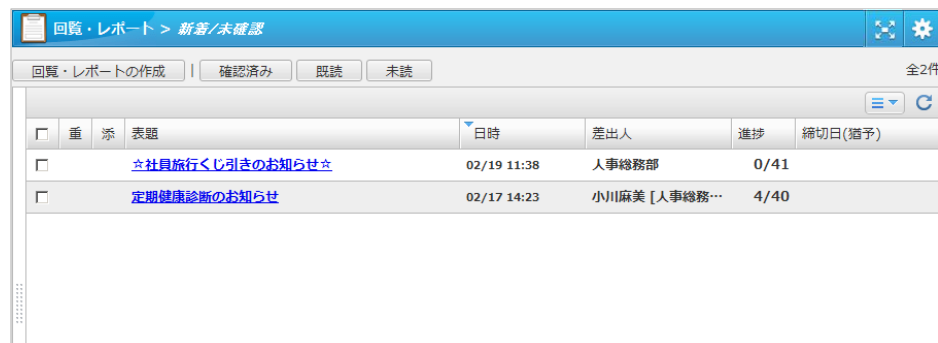 回覧・レポート > 新着/未確認
回覧・レポートの作成 | 確認済み 既読 未読 全2件
重 添 表題 日時 差出人 進捗 締切日(猶予)
☆社員旅行くじ引きのお知らせ☆ 02/19 11:38 人事総務部 0/41
定期健康診断のお知らせ 02/17 14:23 小川麻美 [人事総務… 4/40